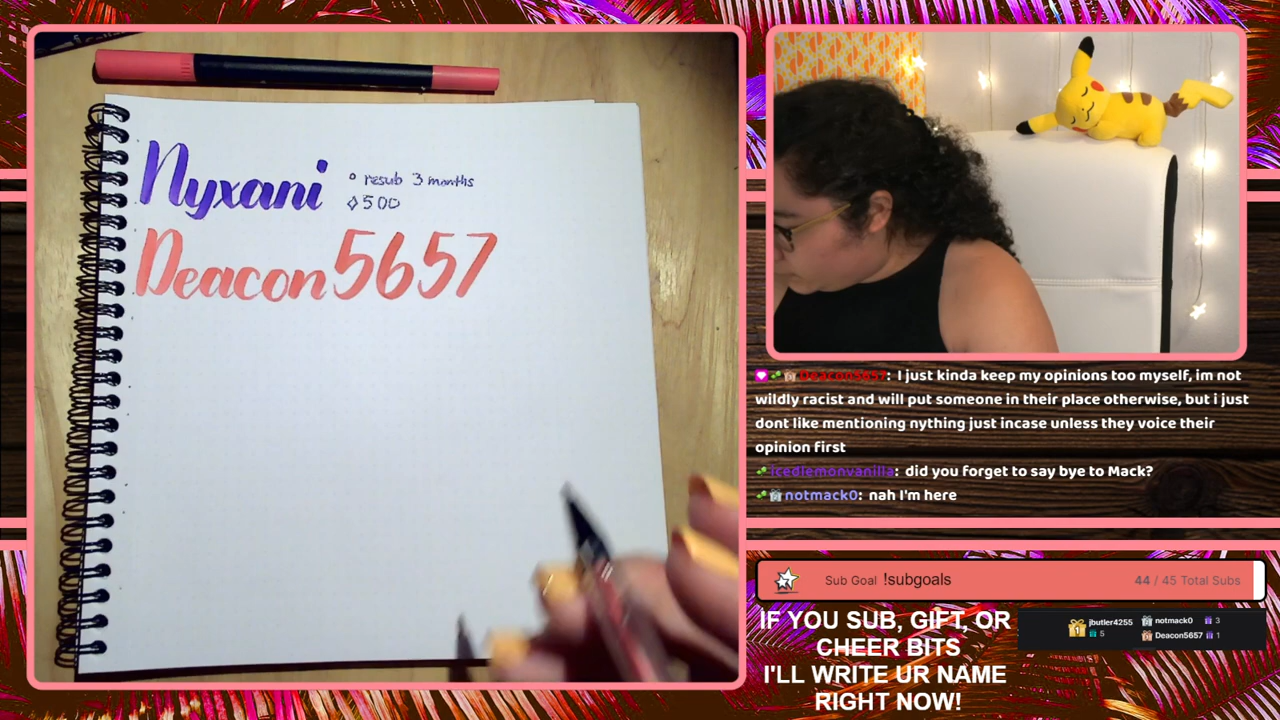 Nyxani
◦ resub 3 months
◊500
Deacon5657
Deacon5657: I just kinda keep my opinions too myself, im not
wildly racist and will put someone in their place otherwise, but i just
dont like mentioning nything just incase unless they voice their
opinion first
icedlemonvanilla: did you forget to say bye to Mack?
notmack0: nah I'm here
Sub Goal !subgoals
44 / 45 Total Subs
IF YOU SUB, GIFT, OR
CHEER BITS
I'LL WRITE UR NAME
RIGHT NOW!
1 jbutler4255
5
notmack0 3
Deacon5657 1